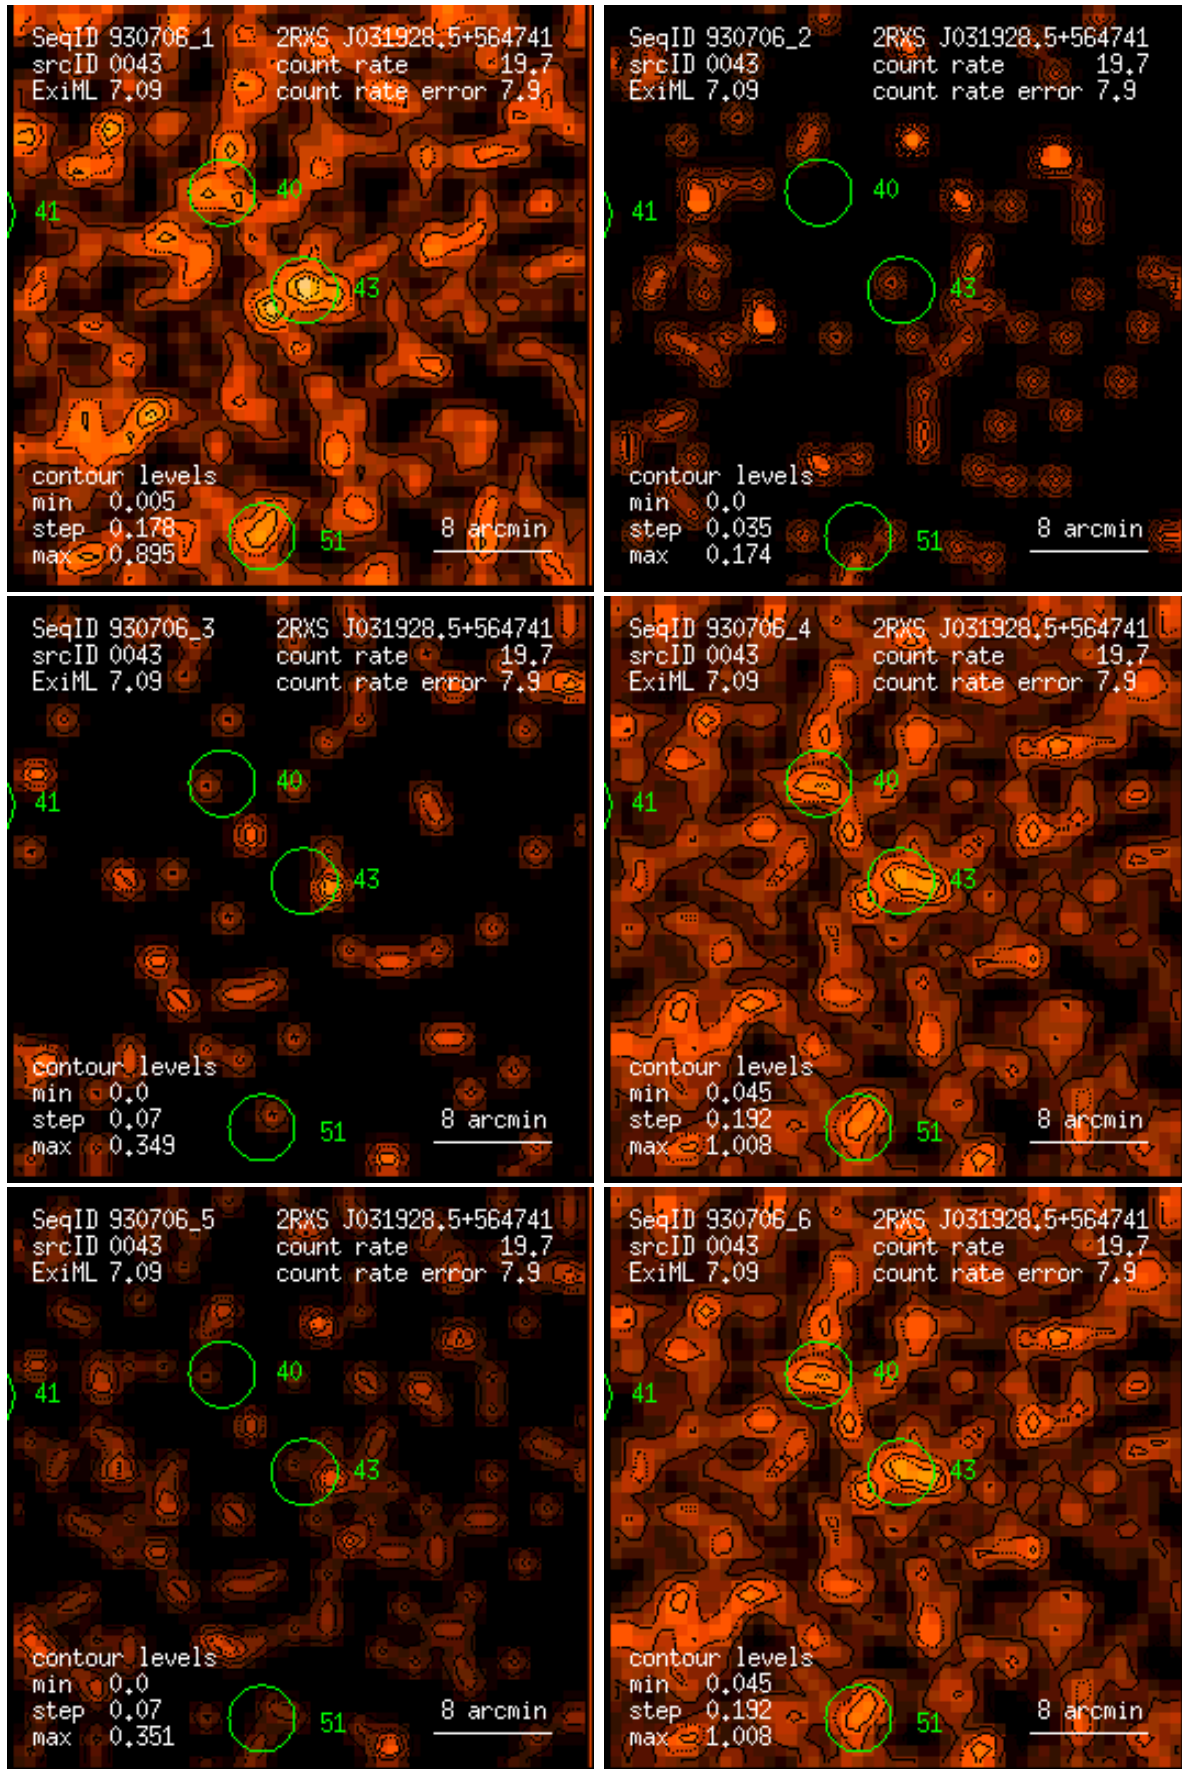 SeqID 930706_1 2RXS J031928.5+564741
srcID 0043 count rate 19.7
ExiML 7.09 count rate error 7.9
40
41
43
contour levels
min 0.005
step 0.178 8 arcmin
51
max 0.895
SeqID 930706_2 2RXS J031928.5+564741
srcID 0043 count rate 19.7
ExiML 7.09 count rate error 7.9
40
41
43
contour levels
min 0.0
step 0.035 8 arcmin
51
max 0.174
SeqID 930706_3 2RXS J031928.5+564741
srcID 0043 count rate 19.7
ExiML 7.09 count rate error 7.9
40
41
43
contour levels
min 0.0
step 0.07 8 arcmin
51
max 0.349
SeqID 930706_4 2RXS J031928.5+564741
srcID 0043 count rate 19.7
ExiML 7.09 count rate error 7.9
40
41
43
contour levels
min 0.045
step 0.192 8 arcmin
51
max 1.008
SeqID 930706_5 2RXS J031928.5+564741
srcID 0043 count rate 19.7
ExiML 7.09 count rate error 7.9
40
41
43
contour levels
min 0.0
step 0.07 8 arcmin
51
max 0.351
SeqID 930706_6 2RXS J031928.5+564741
srcID 0043 count rate 19.7
ExiML 7.09 count rate error 7.9
40
41
43
contour levels
min 0.045
step 0.192 8 arcmin
51
max 1.008